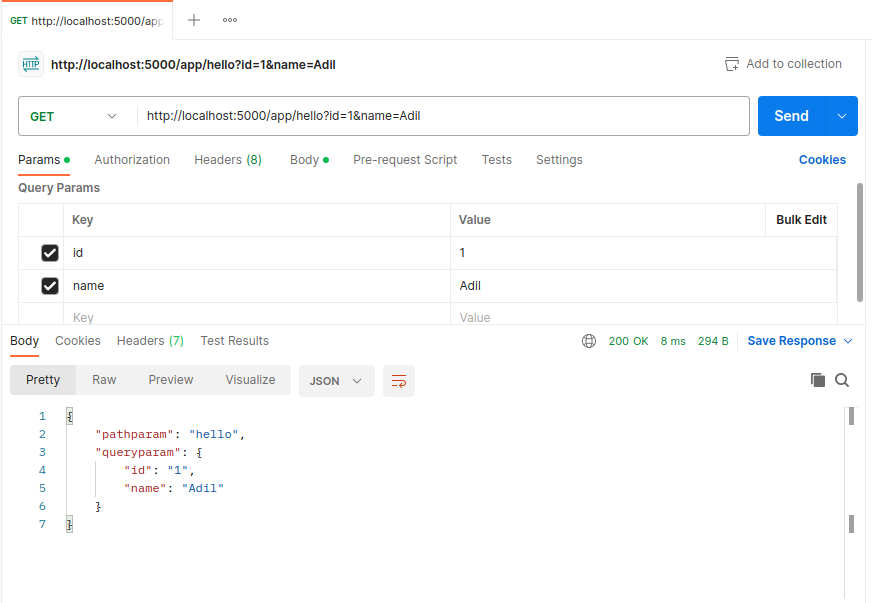 GET http://localhost:5000/app
HTTP http://localhost:5000/app/hello?id=1&name=Adil
Add to collection
GET http://localhost:5000/app/hello?id=1&name=Adil
Send
Params Authorization Headers (8) Body Pre-request Script Tests Settings Cookies
Query Params
Key Value Bulk Edit
id 1
name Adil
Key Value
Body Cookies Headers (7) Test Results 200 OK 8 ms 294 B Save Response
Pretty Raw Preview Visualize JSON
1 {
2 "pathparam": "hello",
3 "queryparam": {
4 "id": "1",
5 "name": "Adil"
6 }
7 }